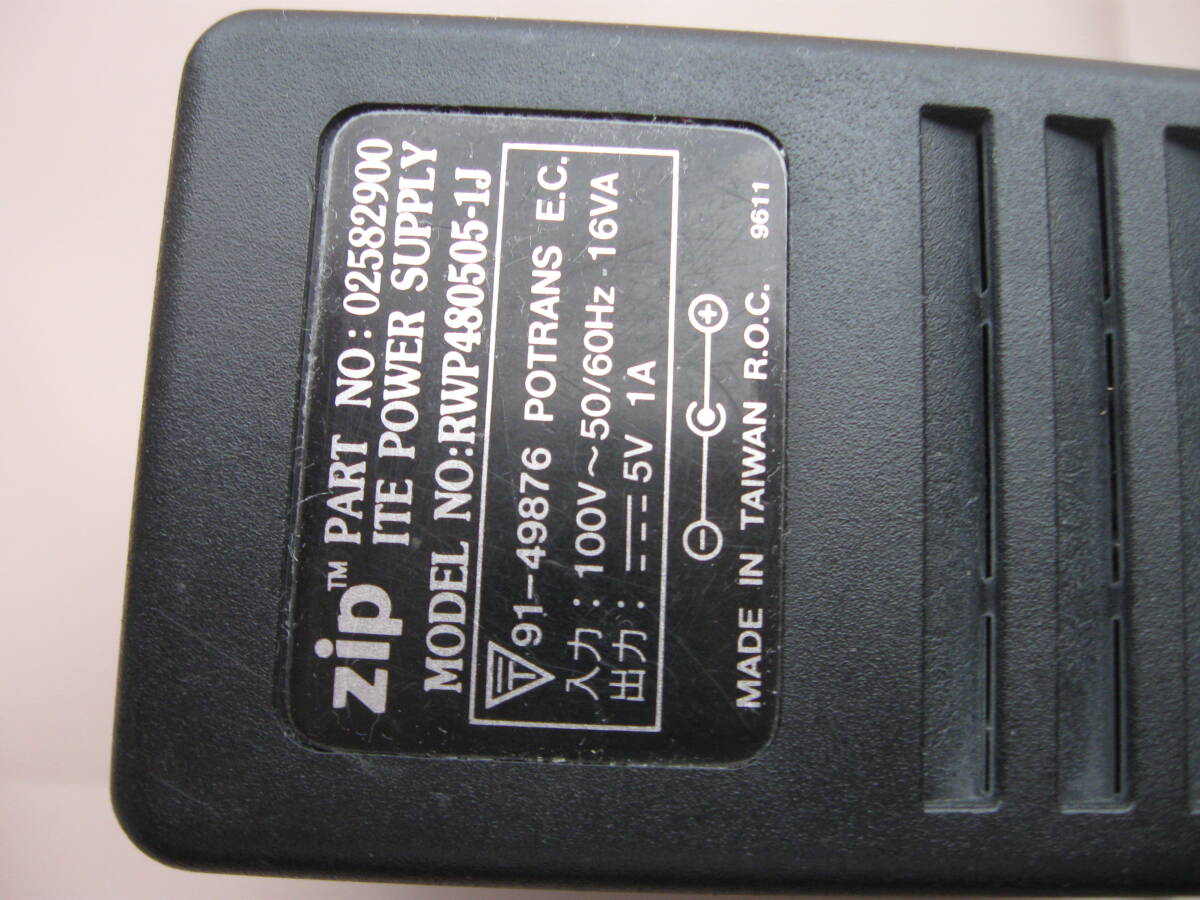 zip™ PART NO : 02582900
ITE POWER SUPPLY
MODEL NO:RWP480505-1J
T 91-49876 POTRANS E.C.
入力 : 100V~50/60Hz · 16VA
出力 : ⎓ 5V 1A
− +
MADE IN TAIWAN R.O.C. 9611